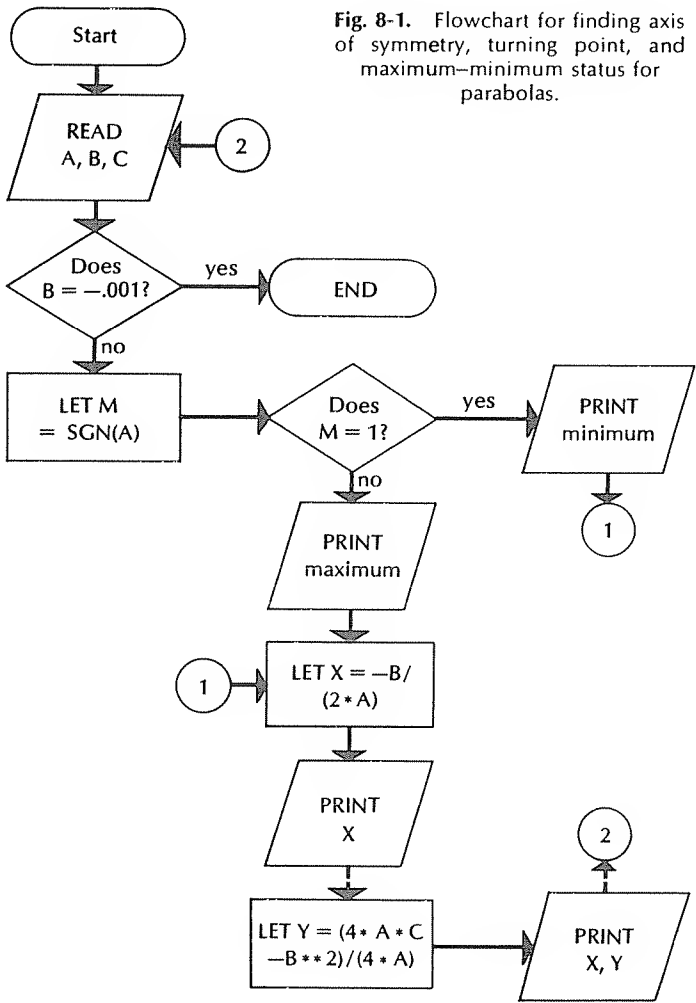 Fig. 8-1. Flowchart for finding axis
of symmetry, turning point, and
maximum–minimum status for
parabolas.
Start
READ
A, B, C
2
Does
B = –.001?
yes
END
no
LET M
= SGN(A)
Does
M = 1?
yes
PRINT
minimum
1
no
PRINT
maximum
1
LET X = –B/
(2 * A)
PRINT
X
LET Y = (4 * A * C
–B * * 2)/(4 * A)
PRINT
X, Y
2